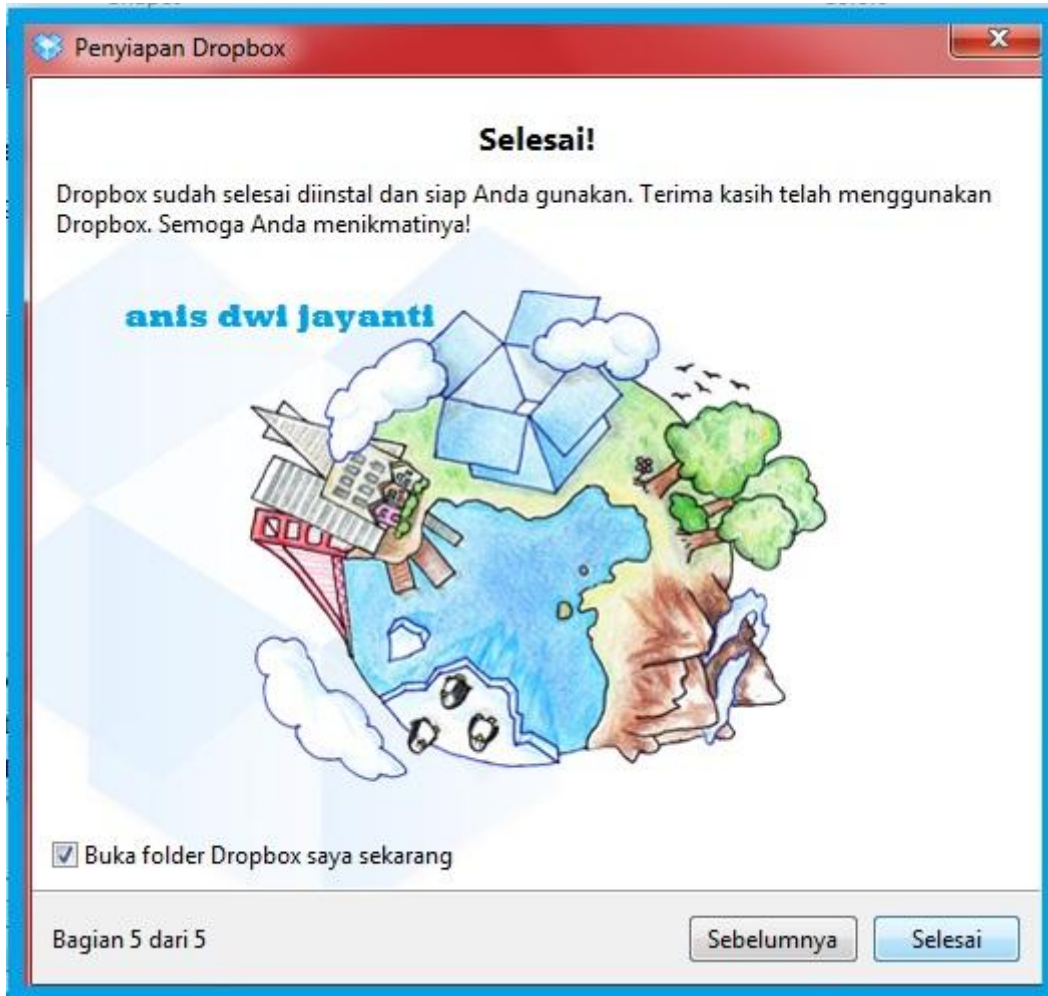 Penyiapan Dropbox
Selesai!
Dropbox sudah selesai diinstal dan siap Anda gunakan. Terima kasih telah menggunakan
Dropbox. Semoga Anda menikmatinya!
anis dwi jayanti
Buka folder Dropbox saya sekarang
Bagian 5 dari 5
Sebelumnya
Selesai